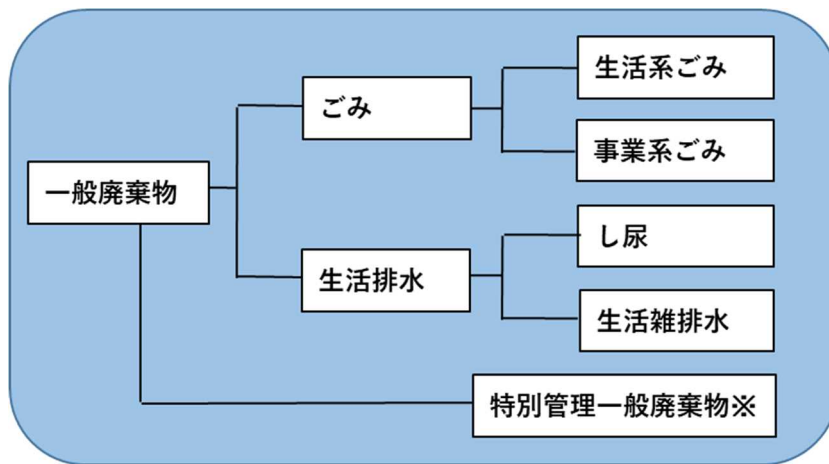 一般廃棄物
ごみ
生活系ごみ
事業系ごみ
生活排水
し尿
生活雑排水
特別管理一般廃棄物※